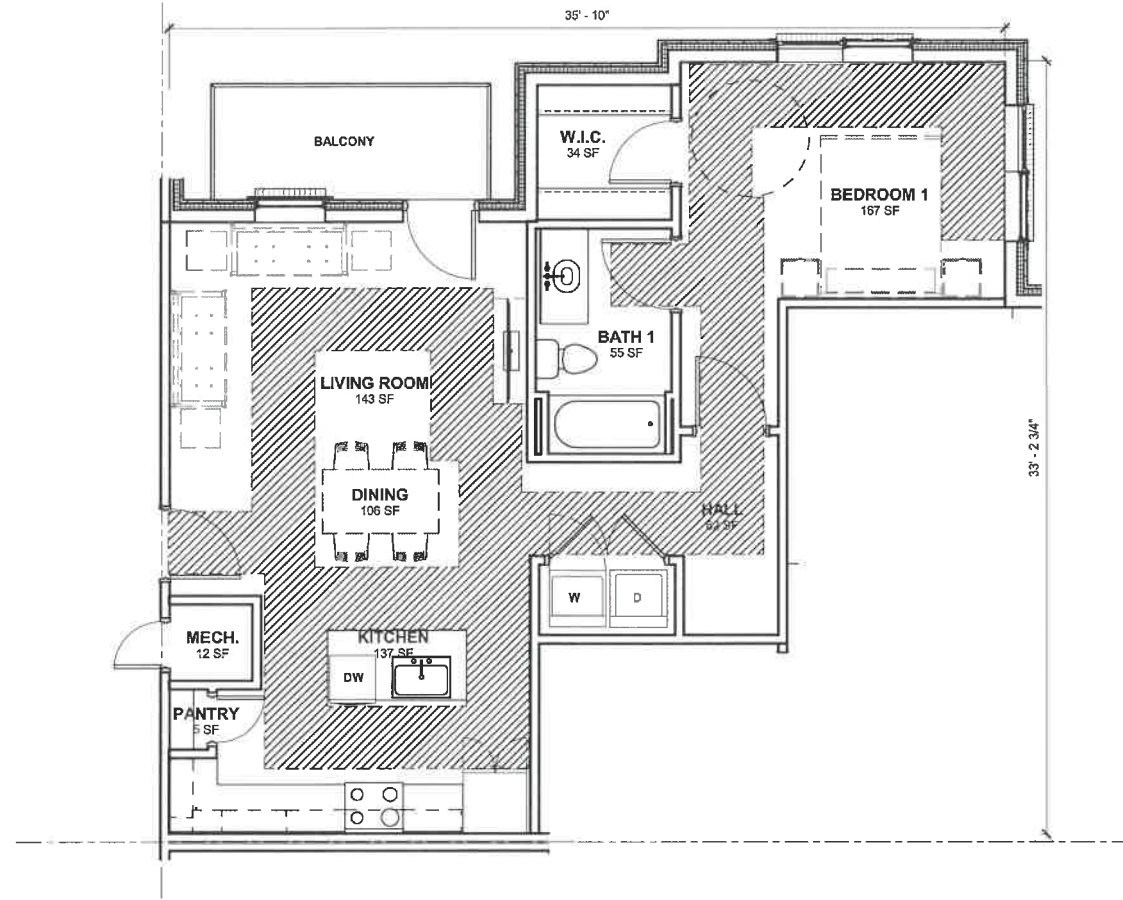 35' - 10"
BALCONY
W.I.C.
34 SF
BEDROOM 1
167 SF
BATH 1
55 SF
LIVING ROOM
143 SF
33' - 2 3/4"
DINING
106 SF
HALL
W
D
KITCHEN
137 SF
MECH.
12 SF
DW
PANTRY
5 SF